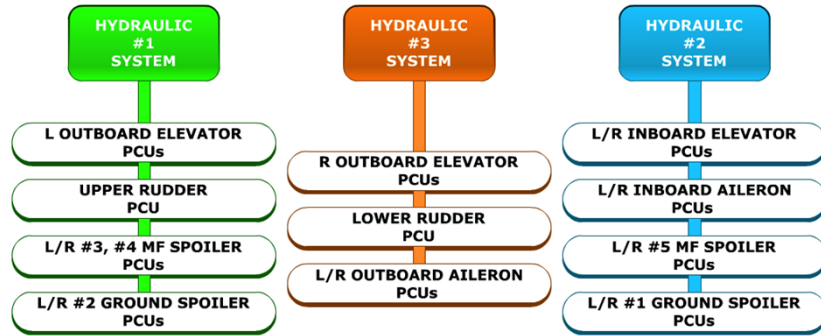 HYDRAULIC
#1
SYSTEM
L OUTBOARD ELEVATOR
PCUs
UPPER RUDDER
PCU
L/R #3, #4 MF SPOILER
PCUs
L/R #2 GROUND SPOILER
PCUs
HYDRAULIC
#3
SYSTEM
R OUTBOARD ELEVATOR
PCUs
LOWER RUDDER
PCU
L/R OUTBOARD AILERON
PCUs
HYDRAULIC
#2
SYSTEM
L/R INBOARD ELEVATOR
PCUs
L/R INBOARD AILERON
PCUs
L/R #5 MF SPOILER
PCUs
L/R #1 GROUND SPOILER
PCUs